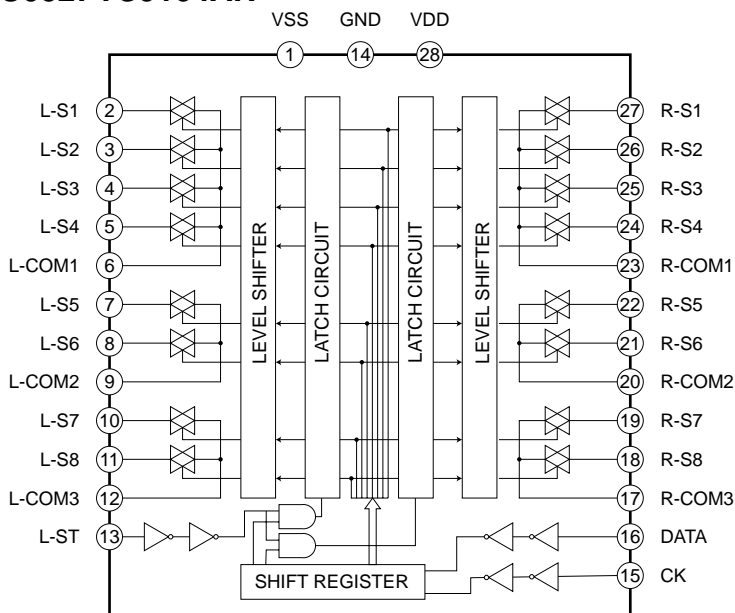 VSS GND VDD
1 14 28
L-S1 2 27 R-S1
L-S2 3 26 R-S2
L-S3 4 25 R-S3
L-S4 5 24 R-S4
L-COM1 6 23 R-COM1
L-S5 7 22 R-S5
L-S6 8 21 R-S6
L-COM2 9 20 R-COM2
L-S7 10 19 R-S7
L-S8 11 18 R-S8
L-COM3 12 17 R-COM3
L-ST 13 16 DATA
15 CK
LEVEL SHIFTER
LATCH CIRCUIT
LATCH CIRCUIT
LEVEL SHIFTER
SHIFT REGISTER